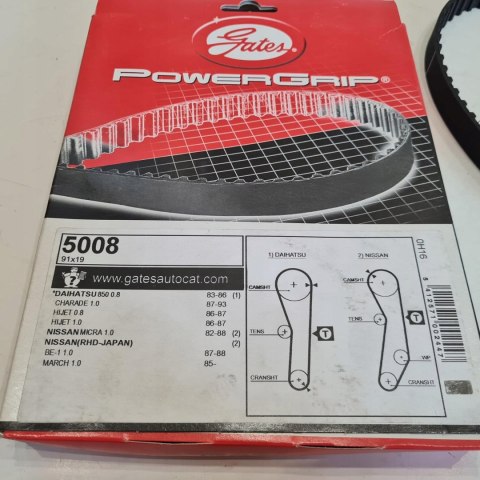 Gates
POWERGRIP®
5008
91x19
www.gatesautocat.com
*DAIHATSU 850 0.8 83-86 (1)
CHARADE 1.0 87-93
HIJET 0.8 86-87
HIJET 1.0 86-87
NISSAN MICRA 1.0 82-88 (2)
NISSAN(RHD-JAPAN) (2)
BE-1 1.0 87-88
MARCH 1.0 85-
1) DAIHATSU
CAMSHT
TENS
T
CRANSHT
2) NISSAN
CAMSHT
TENS
T
WP
CRANSHT
0H16